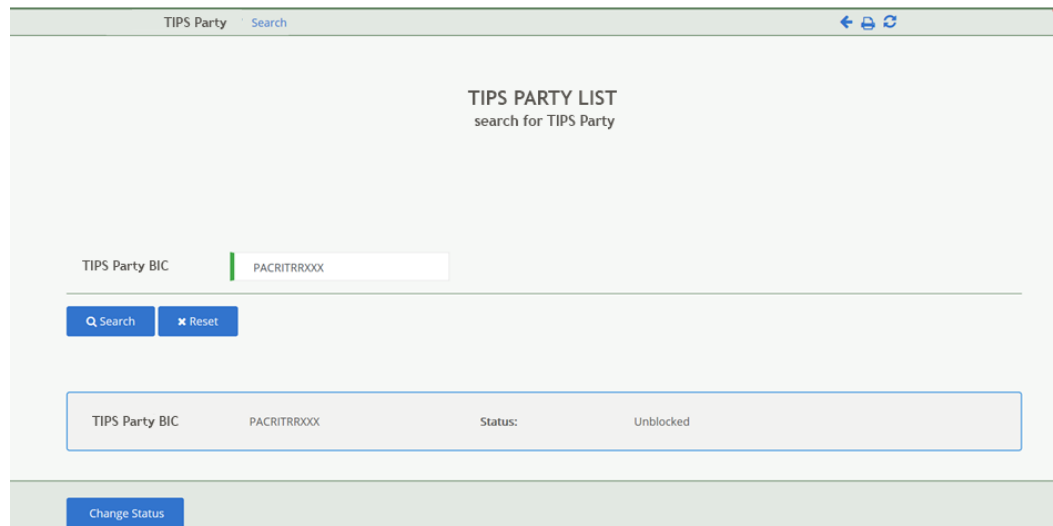 TIPS Party Search
TIPS PARTY LIST
search for TIPS Party
TIPS Party BIC PACRITRRXXX
Search Reset
TIPS Party BIC PACRITRRXXX Status: Unblocked
Change Status